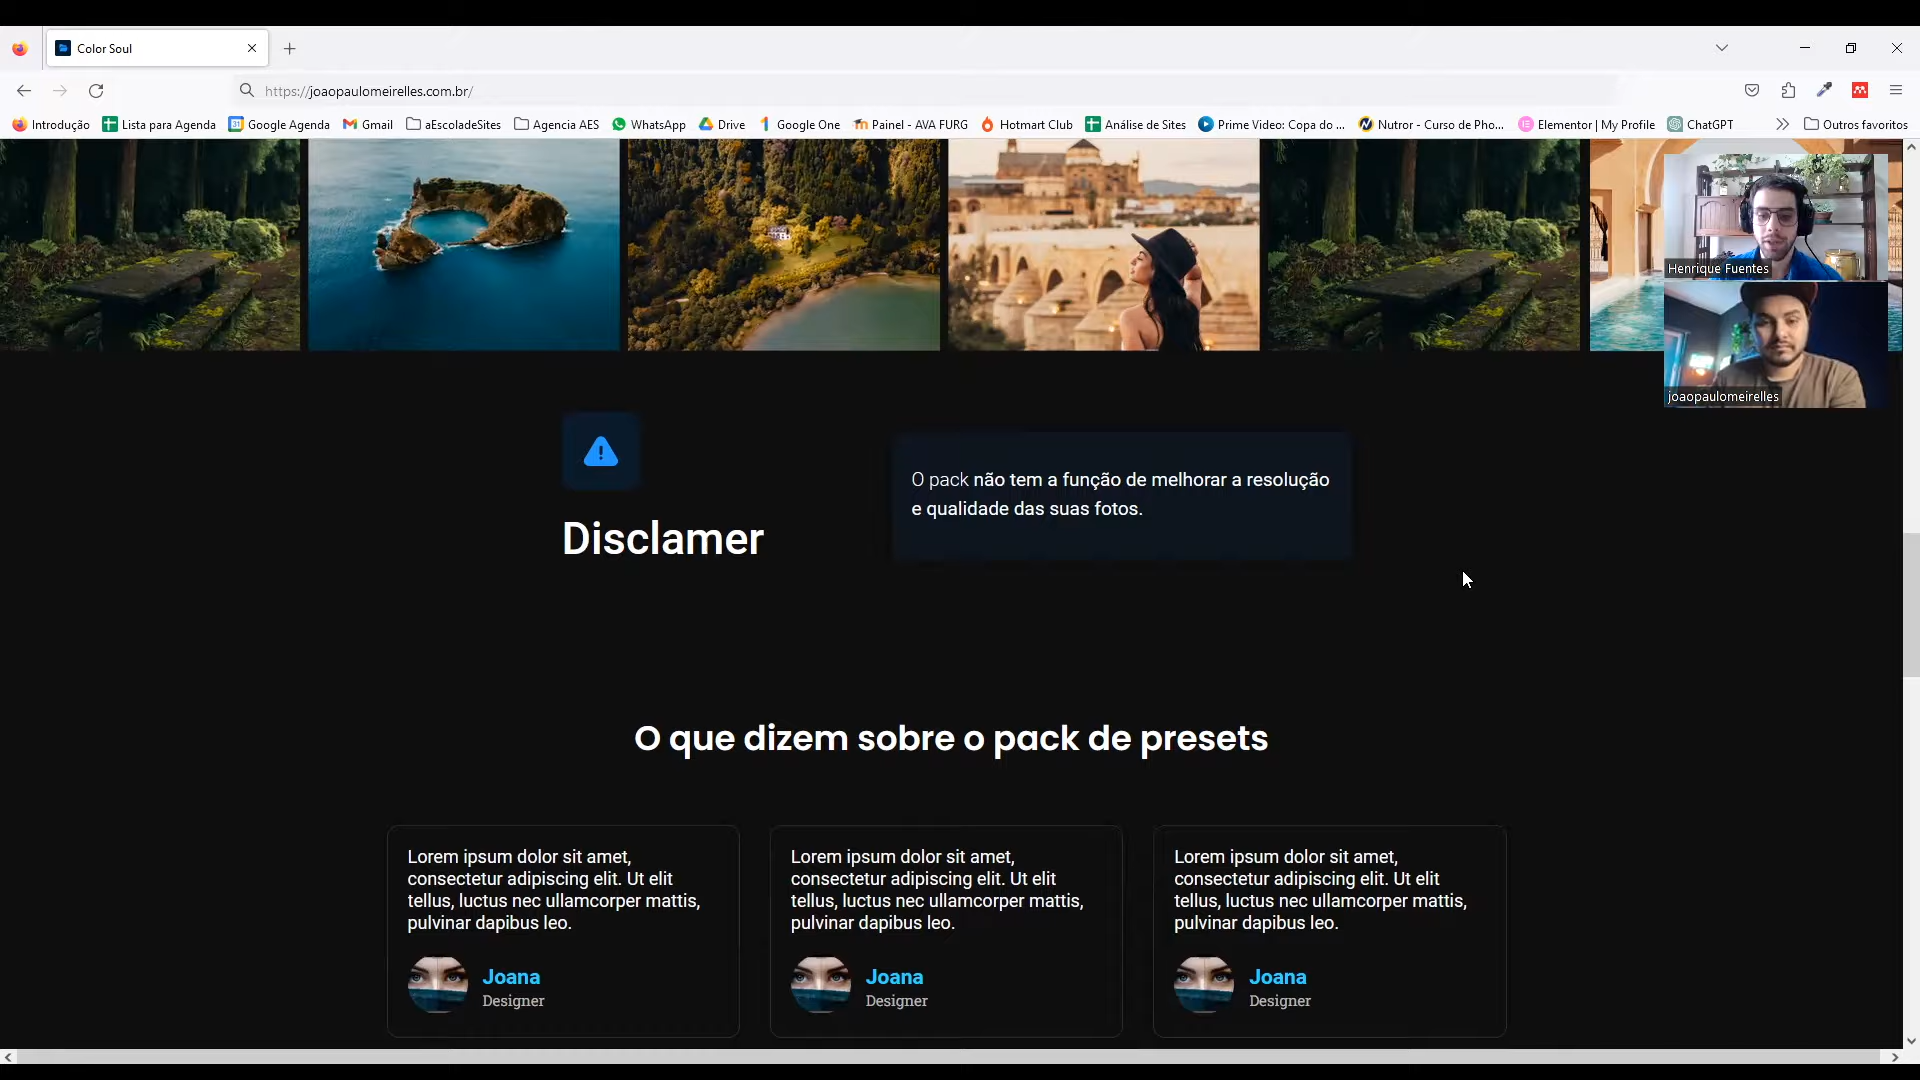 Color Soul
https://joaopaulomeirelles.com.br/
Introdução
Lista para Agenda
Google Agenda
Gmail
aEscoladeSites
Agencia AES
WhatsApp
Drive
Google One
Painel - AVA FURG
Hotmart Club
Análise de Sites
Prime Video: Copa do ...
Nutror - Curso de Pho...
Elementor | My Profile
ChatGPT
Outros favoritos
Henrique Fuentes
joaopaulomeirelles
Disclamer
O pack não tem a função de melhorar a resolução
e qualidade das suas fotos.
O que dizem sobre o pack de presets
Lorem ipsum dolor sit amet,
consectetur adipiscing elit. Ut elit
tellus, luctus nec ullamcorper mattis,
pulvinar dapibus leo.
Joana
Designer
Lorem ipsum dolor sit amet,
consectetur adipiscing elit. Ut elit
tellus, luctus nec ullamcorper mattis,
pulvinar dapibus leo.
Joana
Designer
Lorem ipsum dolor sit amet,
consectetur adipiscing elit. Ut elit
tellus, luctus nec ullamcorper mattis,
pulvinar dapibus leo.
Joana
Designer